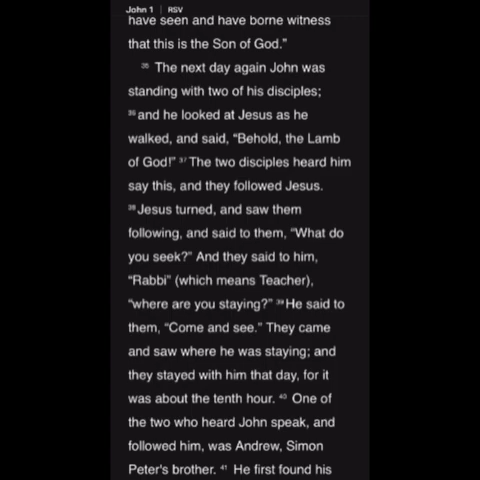 John 1 | RSV
have seen and have borne witness
that this is the Son of God.”
35 The next day again John was
standing with two of his disciples;
36 and he looked at Jesus as he
walked, and said, “Behold, the Lamb
of God!” 37 The two disciples heard him
say this, and they followed Jesus.
38 Jesus turned, and saw them
following, and said to them, “What do
you seek?” And they said to him,
“Rabbi” (which means Teacher),
“where are you staying?” 39 He said to
them, “Come and see.” They came
and saw where he was staying; and
they stayed with him that day, for it
was about the tenth hour. 40 One of
the two who heard John speak, and
followed him, was Andrew, Simon
Peter’s brother. 41 He first found his